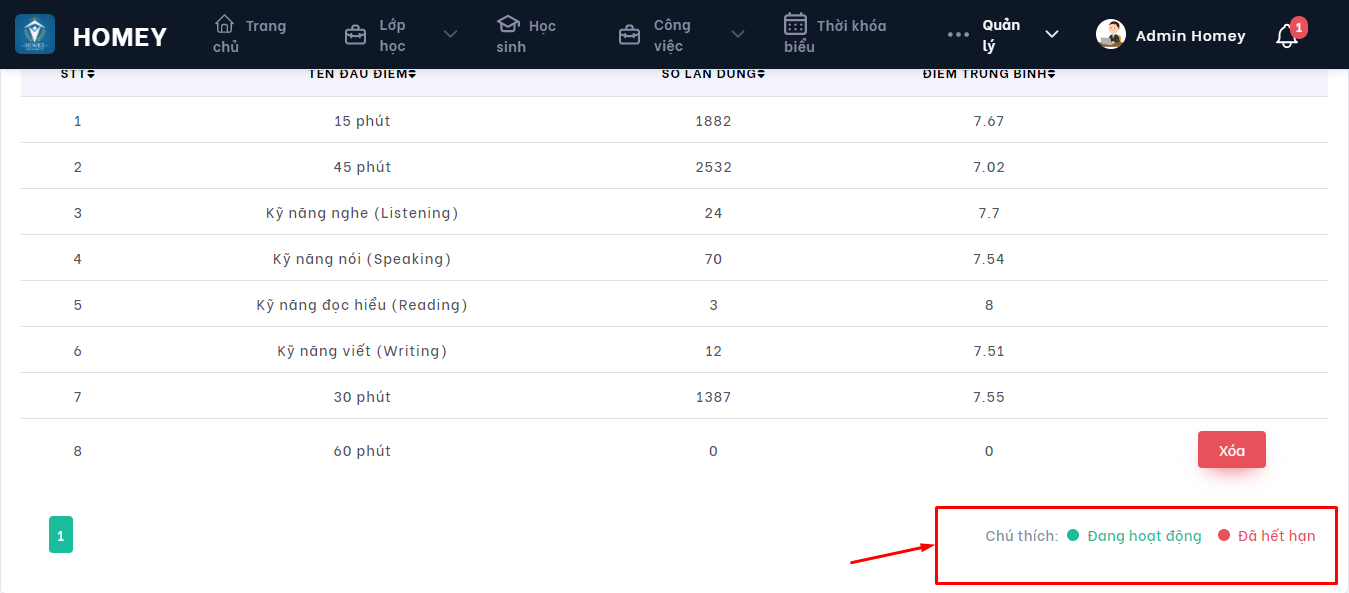 HOMEY
Trang chủ
Lớp học
Học sinh
Công việc
Thời khóa biểu
Quản lý
Admin Homey
1
STT TÊN ĐẦU ĐIỂM SỐ LẦN DÙNG ĐIỂM TRUNG BÌNH
1 15 phút 1882 7.67
2 45 phút 2532 7.02
3 Kỹ năng nghe (Listening) 24 7.7
4 Kỹ năng nói (Speaking) 70 7.54
5 Kỹ năng đọc hiểu (Reading) 3 8
6 Kỹ năng viết (Writing) 12 7.51
7 30 phút 1387 7.55
8 60 phút 0 0 Xóa
1 Chú thích: Đang hoạt động Đã hết hạn